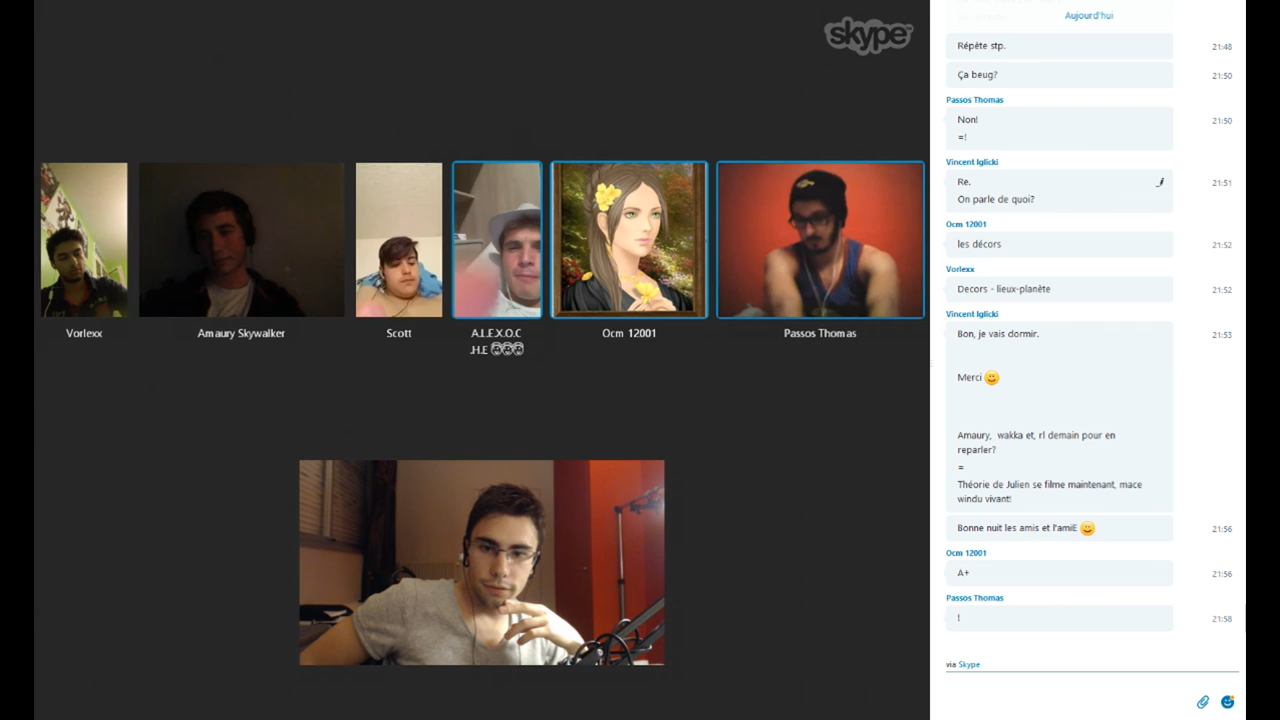 skype
Vorlexx
Amaury Skywalker
Scott
A.L.E.X.O.C
.H.E
Ocm 12001
Passos Thomas
Aujourd'hui
Répète stp.
21:48
Ça beug?
21:50
Passos Thomas
Non!
21:50
=!
Vincent Iglicki
Re.
21:51
On parle de quoi?
Ocm 12001
les décors
21:52
Vorlexx
Decors - lieux-planète
21:52
Vincent Iglicki
Bon, je vais dormir.
21:53
Merci
Amaury, wakka et, rl demain pour en
reparler?
=
Théorie de Julien se filme maintenant, mace
windu vivant!
Bonne nuit les amis et l'amiE
21:56
Ocm 12001
A+
21:56
Passos Thomas
!
21:58
via Skype